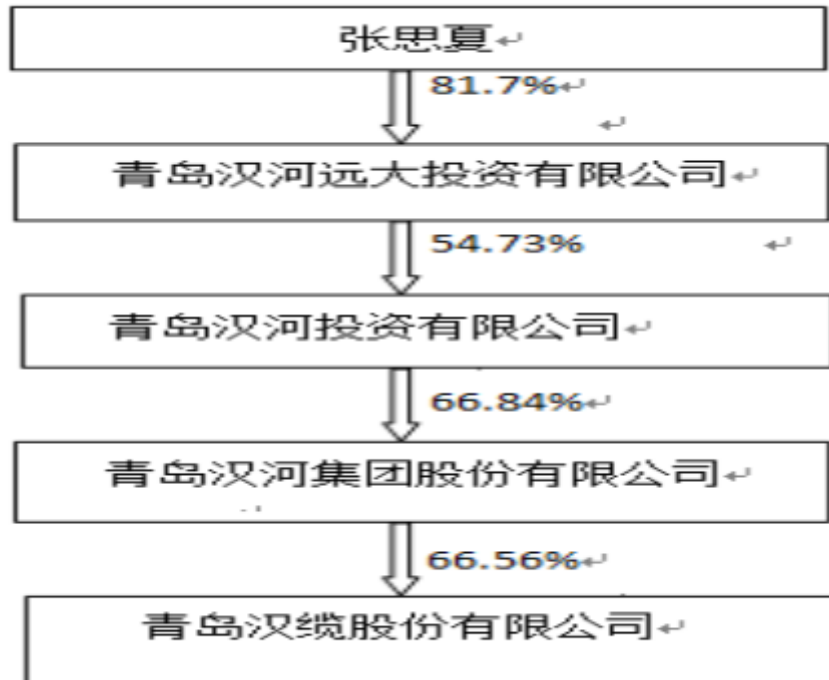 张思夏
81.7%
青岛汉河远大投资有限公司
54.73%
青岛汉河投资有限公司
66.84%
青岛汉河集团股份有限公司
66.56%
青岛汉缆股份有限公司